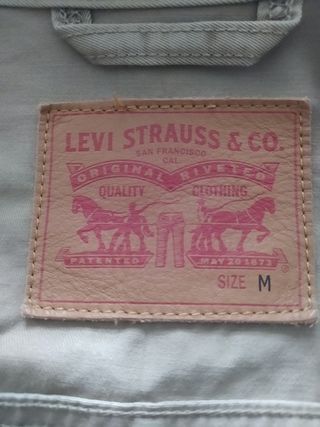 LEVI STRAUSS & CO.
SAN FRANCISCO
CAL.
ORIGINAL RIVETED
QUALITY CLOTHING
PATENTED MAY 20 1873
®
SIZE M